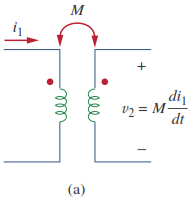 M
i₁
+
v₂ = M di₁/dt
–
(a)